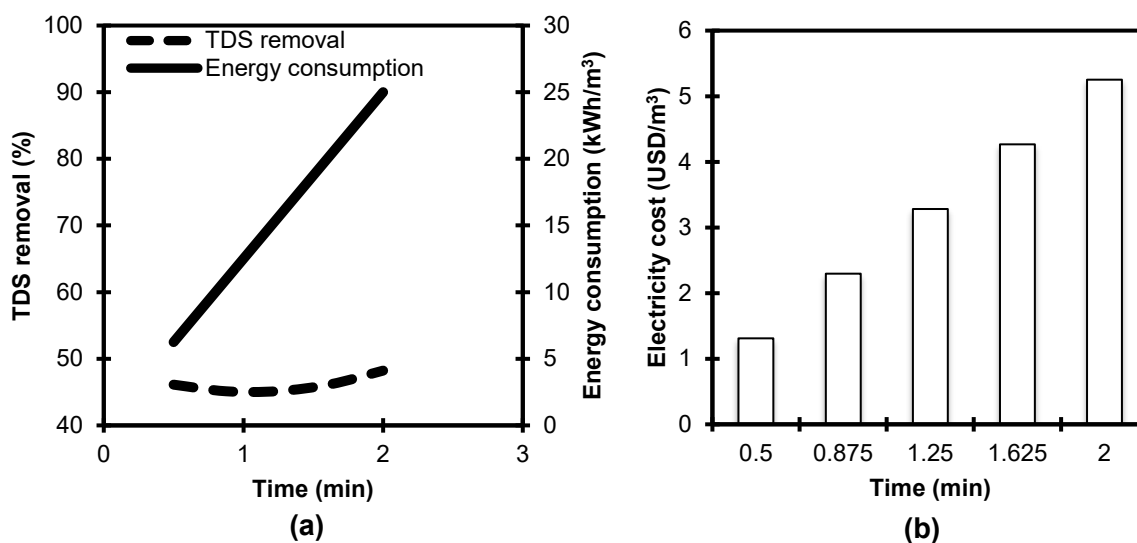 TDS removal
Energy consumption
100
90
80
70
60
50
40
TDS removal (%)
0 1 2 3
Time (min)
30
25
20
15
10
5
0
Energy consumption (kWh/m³)
(a)
6
5
4
3
2
1
0
Electricity cost (USD/m³)
0.5 0.875 1.25 1.625 2
Time (min)
(b)